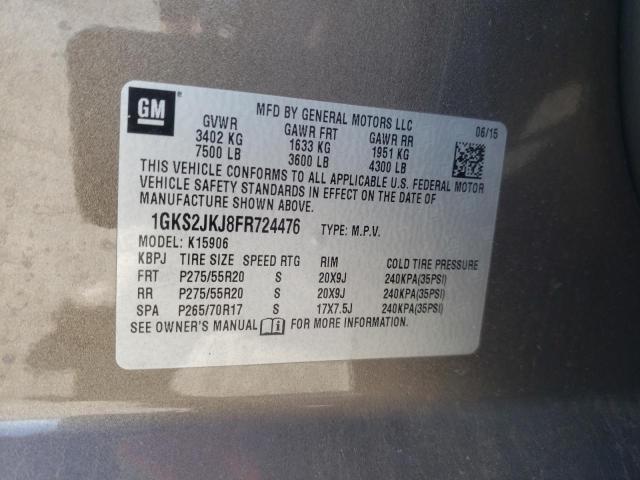 GM
MFD BY GENERAL MOTORS LLC
GVWR GAWR FRT GAWR RR 06/15
3402 KG 1633 KG 1951 KG
7500 LB 3600 LB 4300 LB
THIS VEHICLE CONFORMS TO ALL APPLICABLE U.S. FEDERAL MOTOR
VEHICLE SAFETY STANDARDS IN EFFECT ON THE DATE OF
MANUFACTURE SHOWN ABOVE.
1GKS2JKJ8FR724476 TYPE: M.P.V.
MODEL: K15906
KBPJ TIRE SIZE SPEED RTG RIM COLD TIRE PRESSURE
FRT P275/55R20 S 20X9J 240KPA(35PSI)
RR P275/55R20 S 20X9J 240KPA(35PSI)
SPA P265/70R17 S 17X7.5J 240KPA(35PSI)
SEE OWNER'S MANUAL FOR MORE INFORMATION.